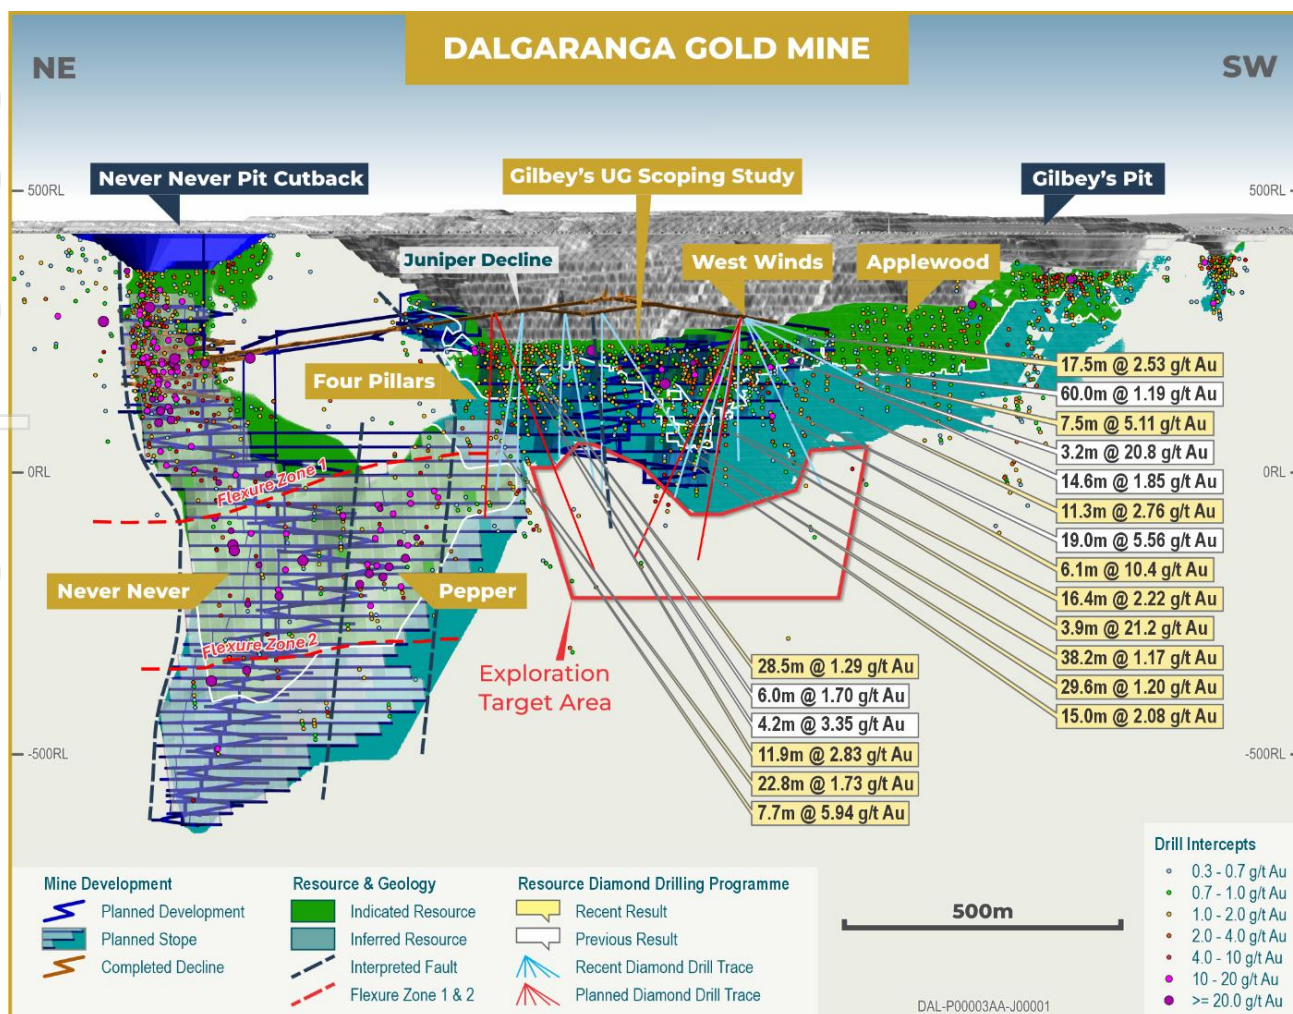 DALGARANGA GOLD MINE
NE
SW
Never Never Pit Cutback
Gilbey's UG Scoping Study
Gilbey's Pit
500RL
500RL
Juniper Decline
West Winds
Applewood
Four Pillars
17.5m @ 2.53 g/t Au
60.0m @ 1.19 g/t Au
7.5m @ 5.11 g/t Au
3.2m @ 20.8 g/t Au
14.6m @ 1.85 g/t Au
11.3m @ 2.76 g/t Au
19.0m @ 5.56 g/t Au
6.1m @ 10.4 g/t Au
16.4m @ 2.22 g/t Au
3.9m @ 21.2 g/t Au
38.2m @ 1.17 g/t Au
29.6m @ 1.20 g/t Au
15.0m @ 2.08 g/t Au
0RL
0RL
Flexure Zone 1
Never Never
Pepper
Flexure Zone 2
Exploration
Target Area
28.5m @ 1.29 g/t Au
6.0m @ 1.70 g/t Au
4.2m @ 3.35 g/t Au
11.9m @ 2.83 g/t Au
22.8m @ 1.73 g/t Au
7.7m @ 5.94 g/t Au
-500RL
-500RL
Mine Development
Planned Development
Planned Stope
Completed Decline
Resource & Geology
Indicated Resource
Inferred Resource
Interpreted Fault
Flexure Zone 1 & 2
Resource Diamond Drilling Programme
Recent Result
Previous Result
Recent Diamond Drill Trace
Planned Diamond Drill Trace
500m
DAL-P00003AA-J00001
Drill Intercepts
0.3 - 0.7 g/t Au
0.7 - 1.0 g/t Au
1.0 - 2.0 g/t Au
2.0 - 4.0 g/t Au
4.0 - 10 g/t Au
10 - 20 g/t Au
>= 20.0 g/t Au